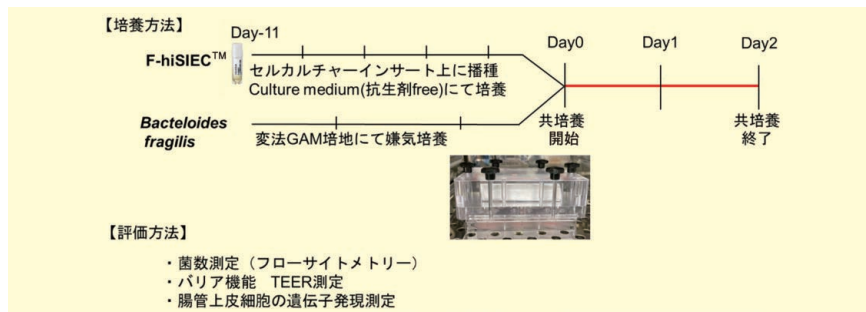 【培養方法】
Day-11
F-hiSIEC™
セルカルチャーインサート上に播種
Culture medium(抗生剤free)にて培養
Day0
Day1
Day2
Bacteloides
fragilis
変法GAM培地にて嫌気培養
共培養
開始
共培養
終了
【評価方法】
・菌数測定（フローサイトメトリー）
・バリア機能　TEER測定
・腸管上皮細胞の遺伝子発現測定